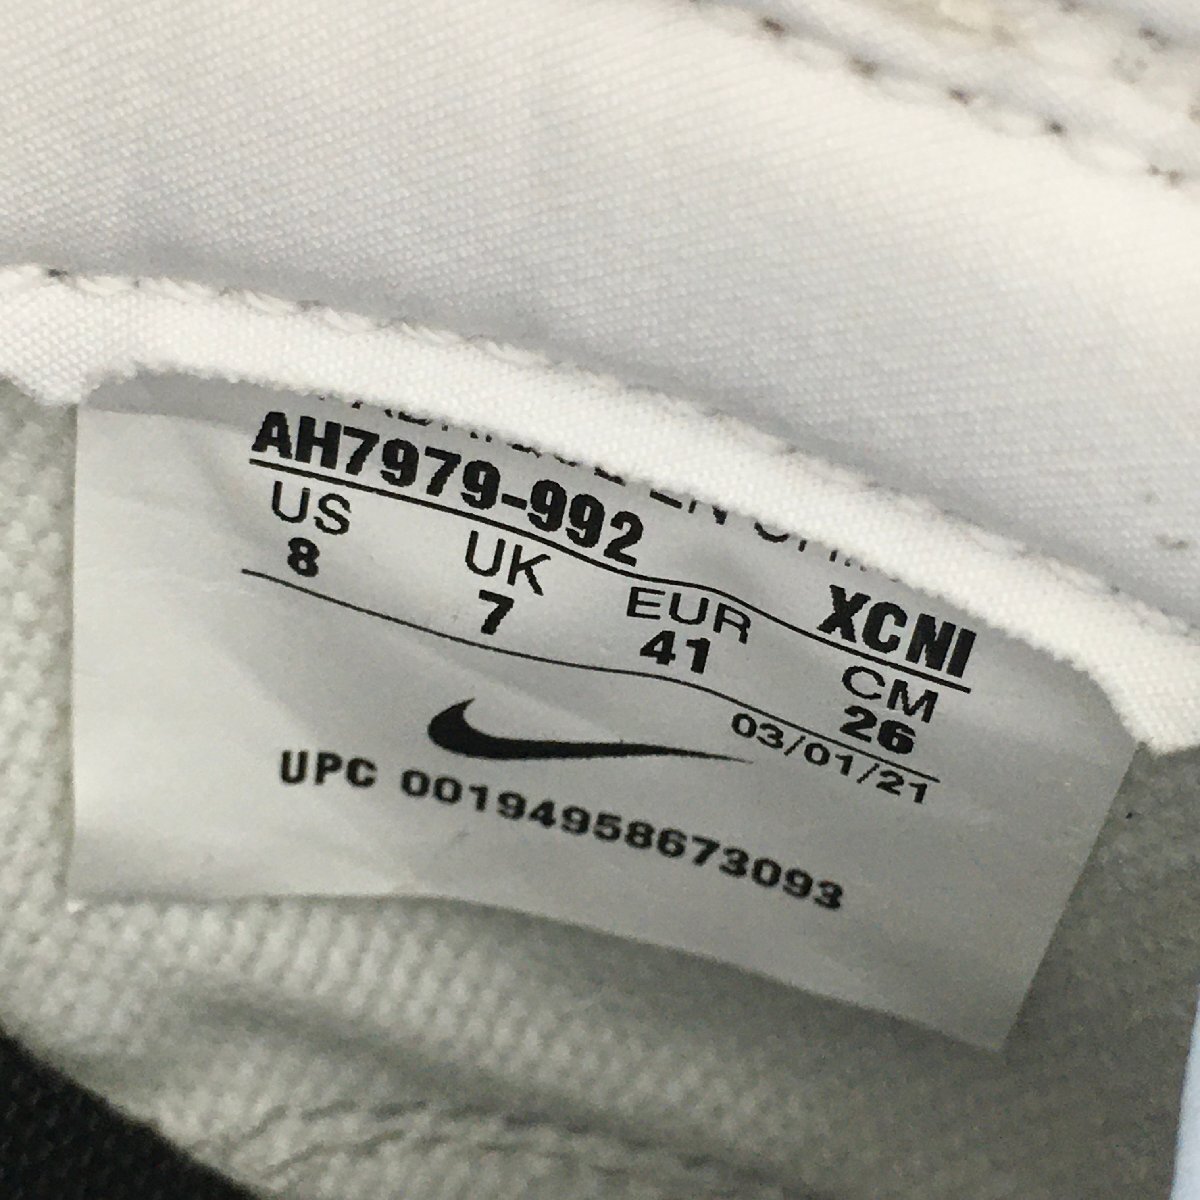 AH7979-992 XCNI
US UK EUR CM
8 7 41 26
03/01/21
UPC 00194958673093